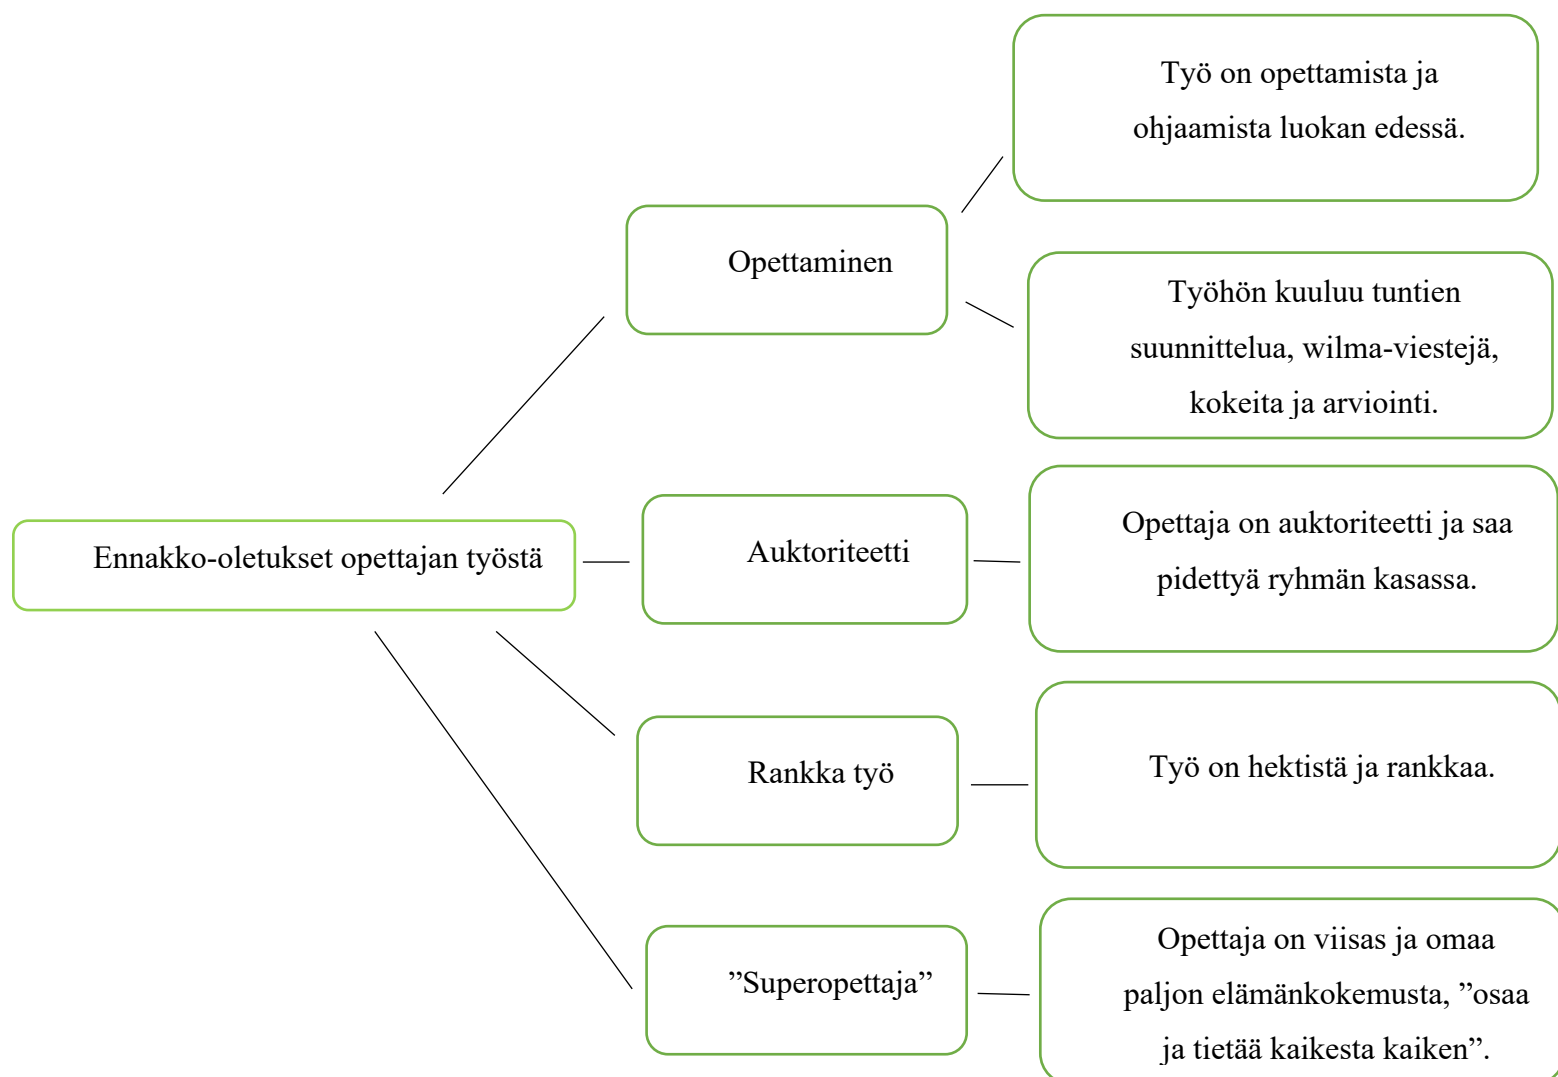 Työ on opettamista ja
ohjaamista luokan edessä.
Opettaminen
Työhön kuuluu tuntien
suunnittelua, wilma-viestejä,
kokeita ja arviointi.
Ennakko-oletukset opettajan työstä
Auktoriteetti
Opettaja on auktoriteetti ja saa
pidettyä ryhmän kasassa.
Rankka työ
Työ on hektistä ja rankkaa.
”Superopettaja”
Opettaja on viisas ja omaa
paljon elämänkokemusta, ”osaa
ja tietää kaikesta kaiken”.